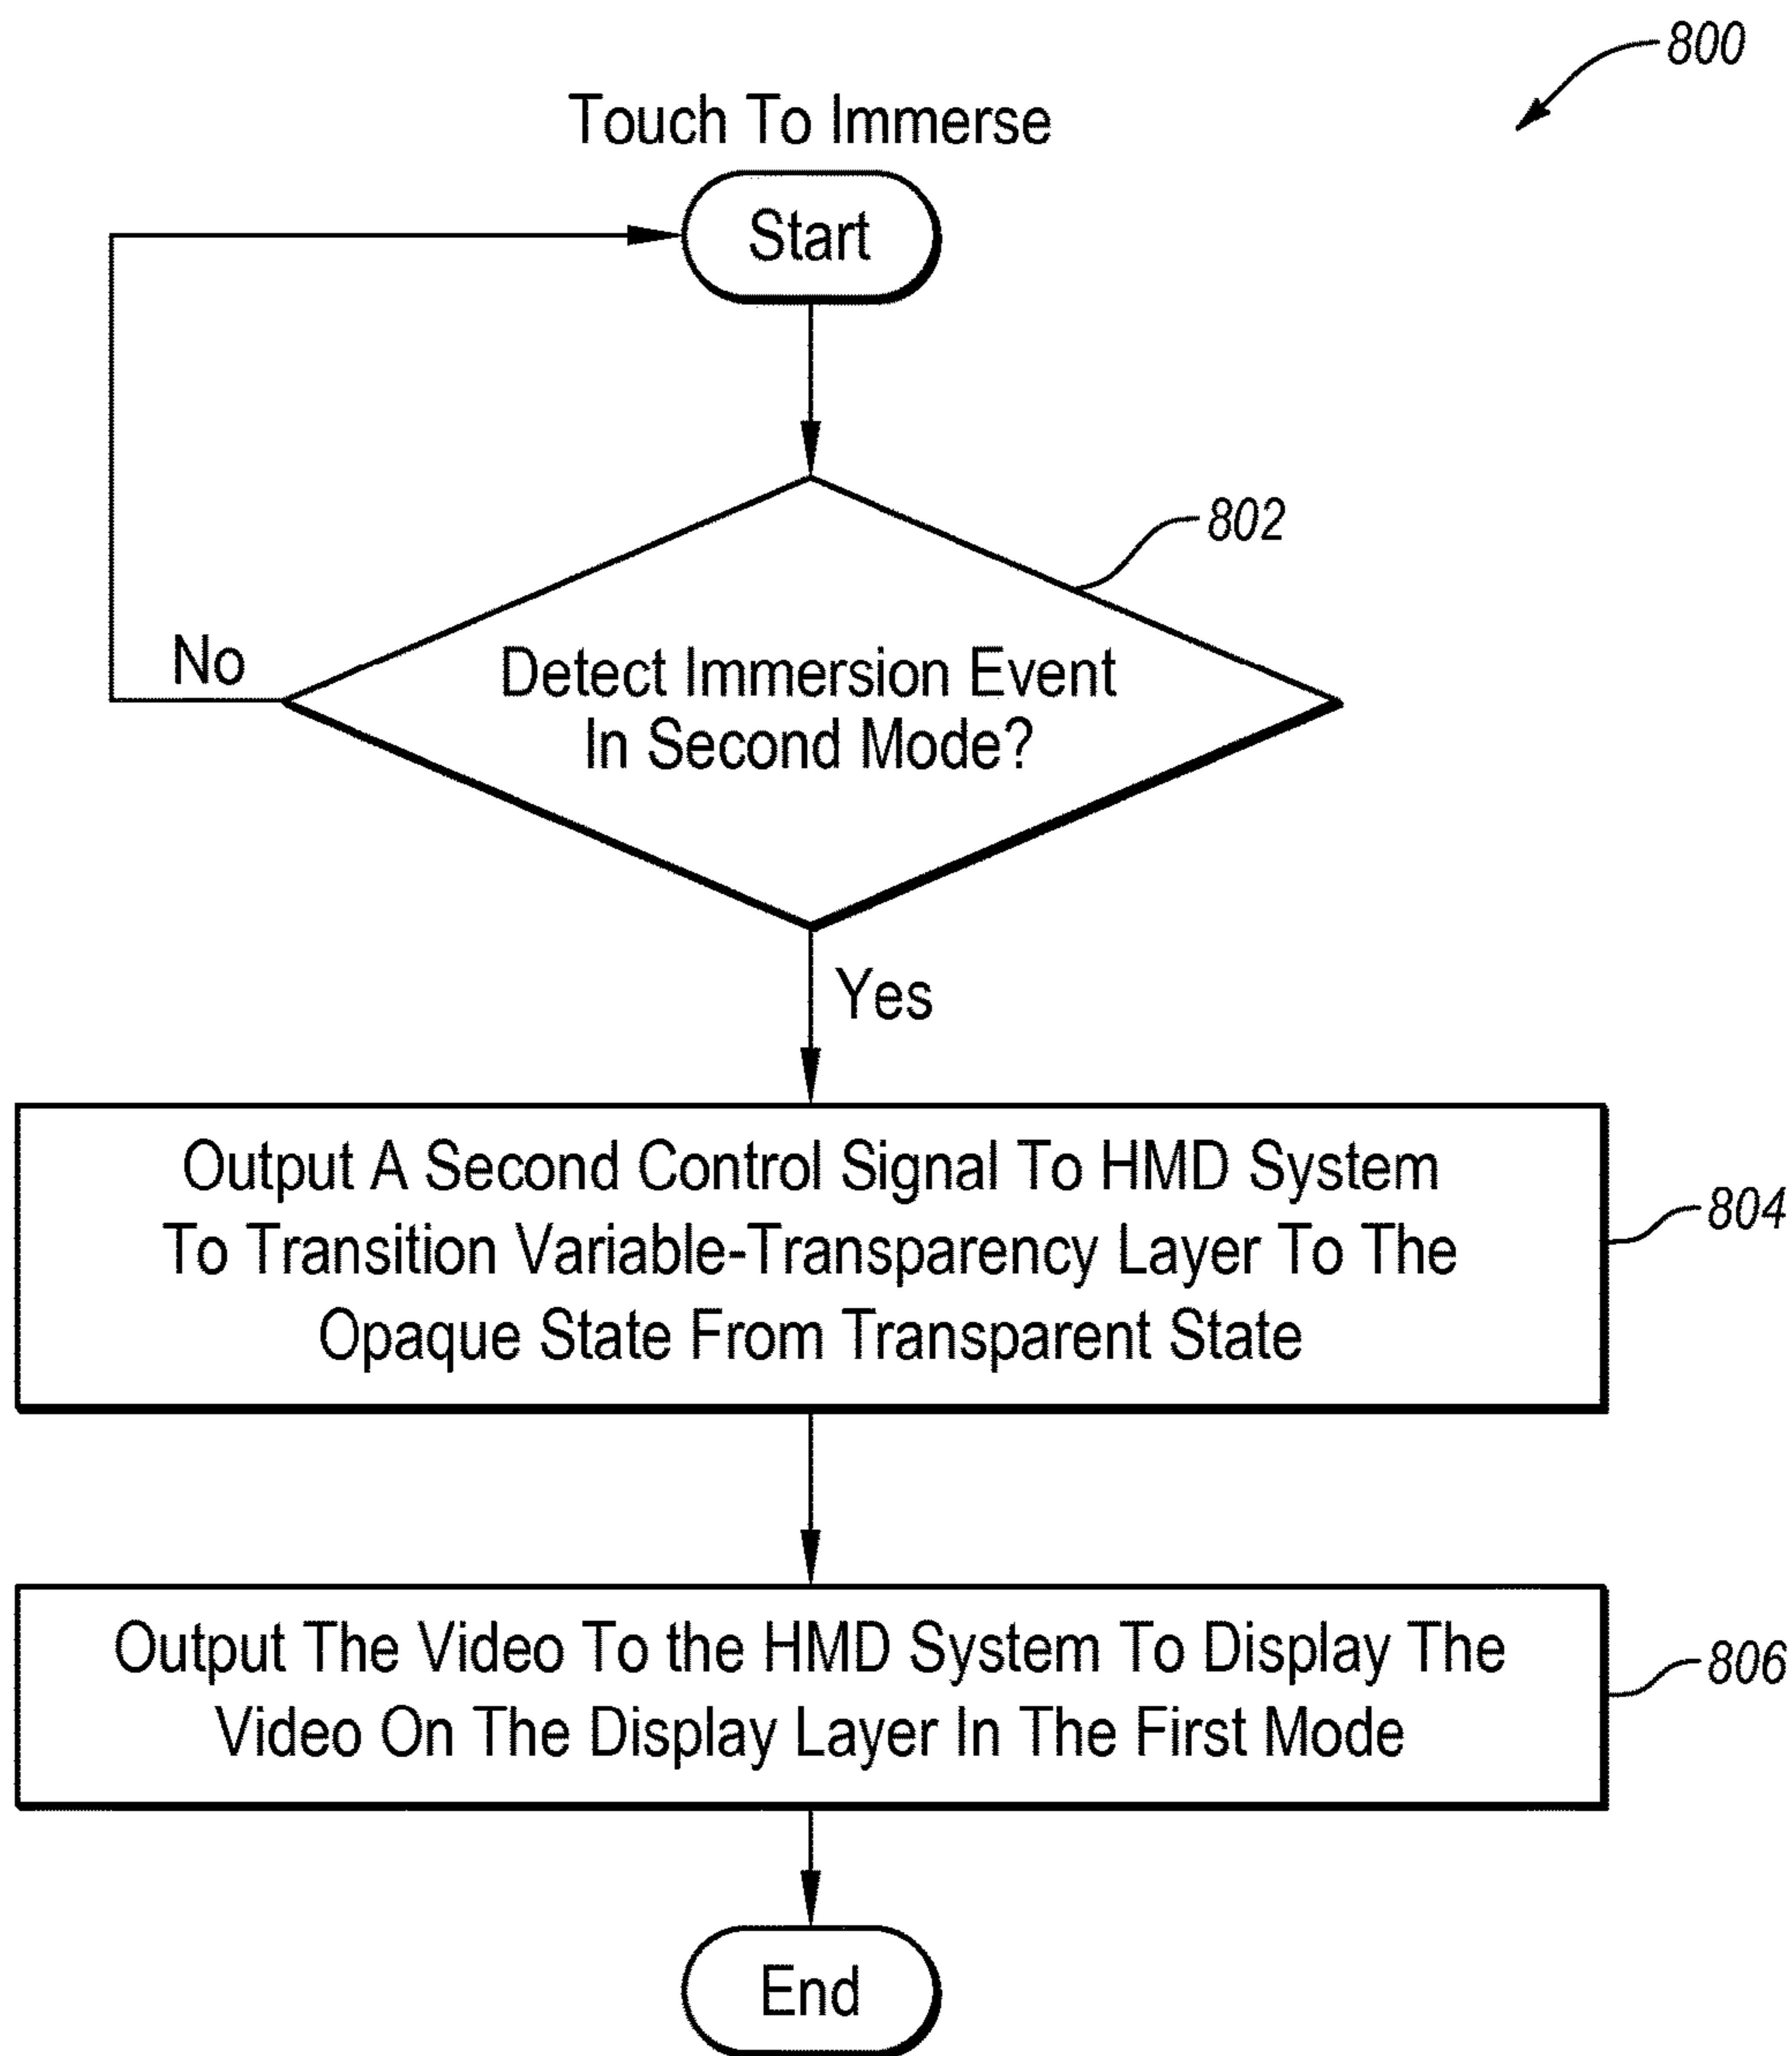 800
Touch To Immerse
Start
802
Detect Immersion Event
In Second Mode?
No
Yes
Output A Second Control Signal To HMD System
To Transition Variable-Transparency Layer To The
Opaque State From Transparent State
804
Output The Video To the HMD System To Display The
Video On The Display Layer In The First Mode
806
End